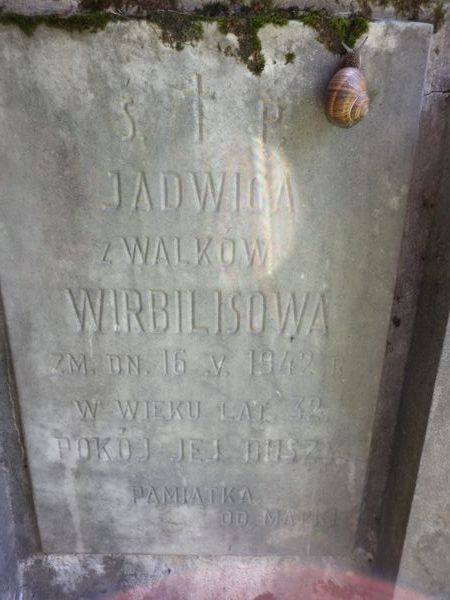 Ś † P
JADWIGA
z WALKÓW
WIRBILISOWA
ZM. DN. 16 V. 1942 R
W WIEKU LAT. 32
POKÓJ JEJ DUSZY.
PAMIĄTKA
OD MATKI